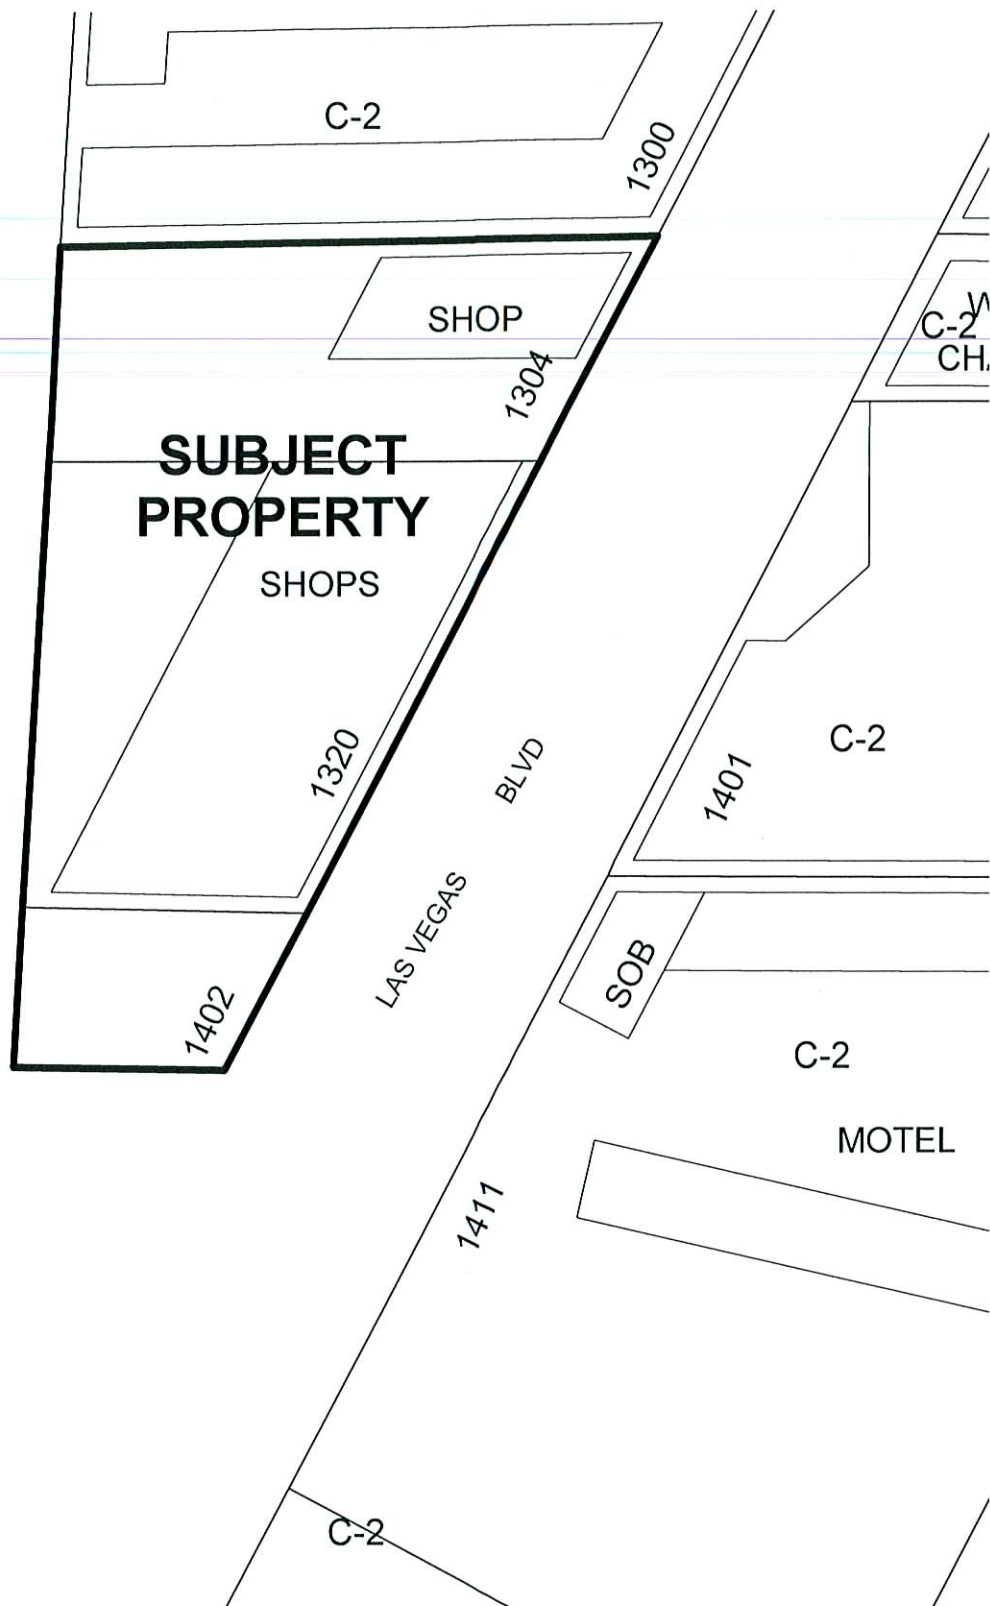 C-2
1300
SHOP
C-2
CH
1304
SUBJECT
PROPERTY
SHOPS
1320
BLVD
C-2
1401
LAS VEGAS
SOB
1402
C-2
MOTEL
1411
C-2